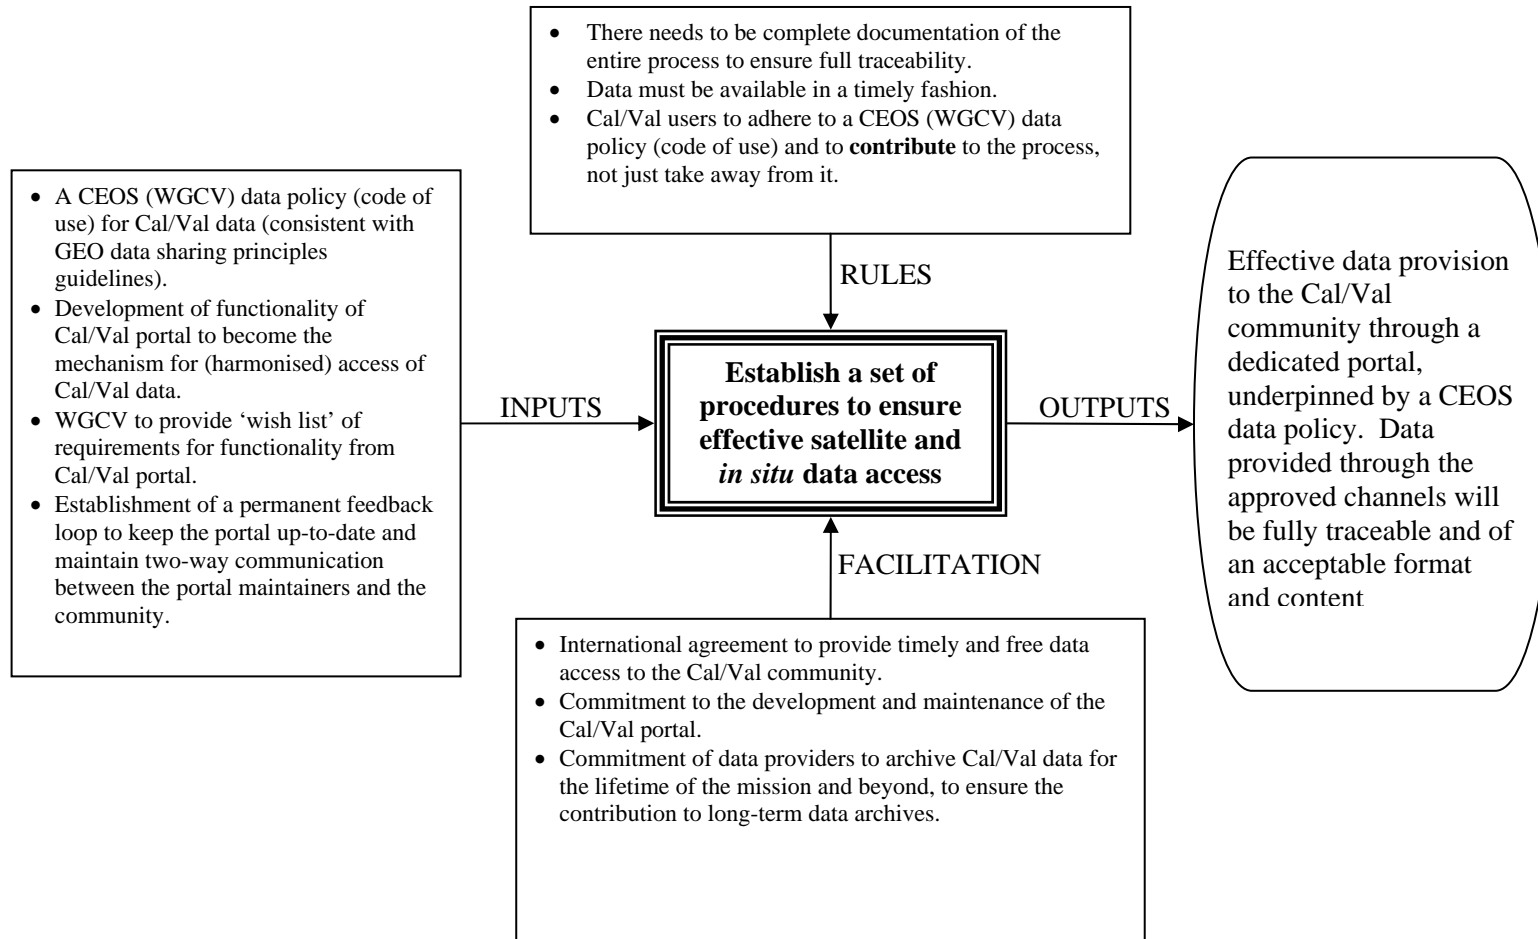 • There needs to be complete documentation of the
entire process to ensure full traceability.
• Data must be available in a timely fashion.
• Cal/Val users to adhere to a CEOS (WGCV) data
policy (code of use) and to contribute to the process,
not just take away from it.
RULES
• A CEOS (WGCV) data policy (code of
use) for Cal/Val data (consistent with
GEO data sharing principles
guidelines).
• Development of functionality of
Cal/Val portal to become the
mechanism for (harmonised) access of
Cal/Val data.
• WGCV to provide ‘wish list’ of
requirements for functionality from
Cal/Val portal.
• Establishment of a permanent feedback
loop to keep the portal up-to-date and
maintain two-way communication
between the portal maintainers and the
community.
INPUTS
Establish a set of
procedures to ensure
effective satellite and
in situ data access
OUTPUTS
Effective data provision
to the Cal/Val
community through a
dedicated portal,
underpinned by a CEOS
data policy. Data
provided through the
approved channels will
be fully traceable and of
an acceptable format
and content
FACILITATION
• International agreement to provide timely and free data
access to the Cal/Val community.
• Commitment to the development and maintenance of the
Cal/Val portal.
• Commitment of data providers to archive Cal/Val data for
the lifetime of the mission and beyond, to ensure the
contribution to long-term data archives.